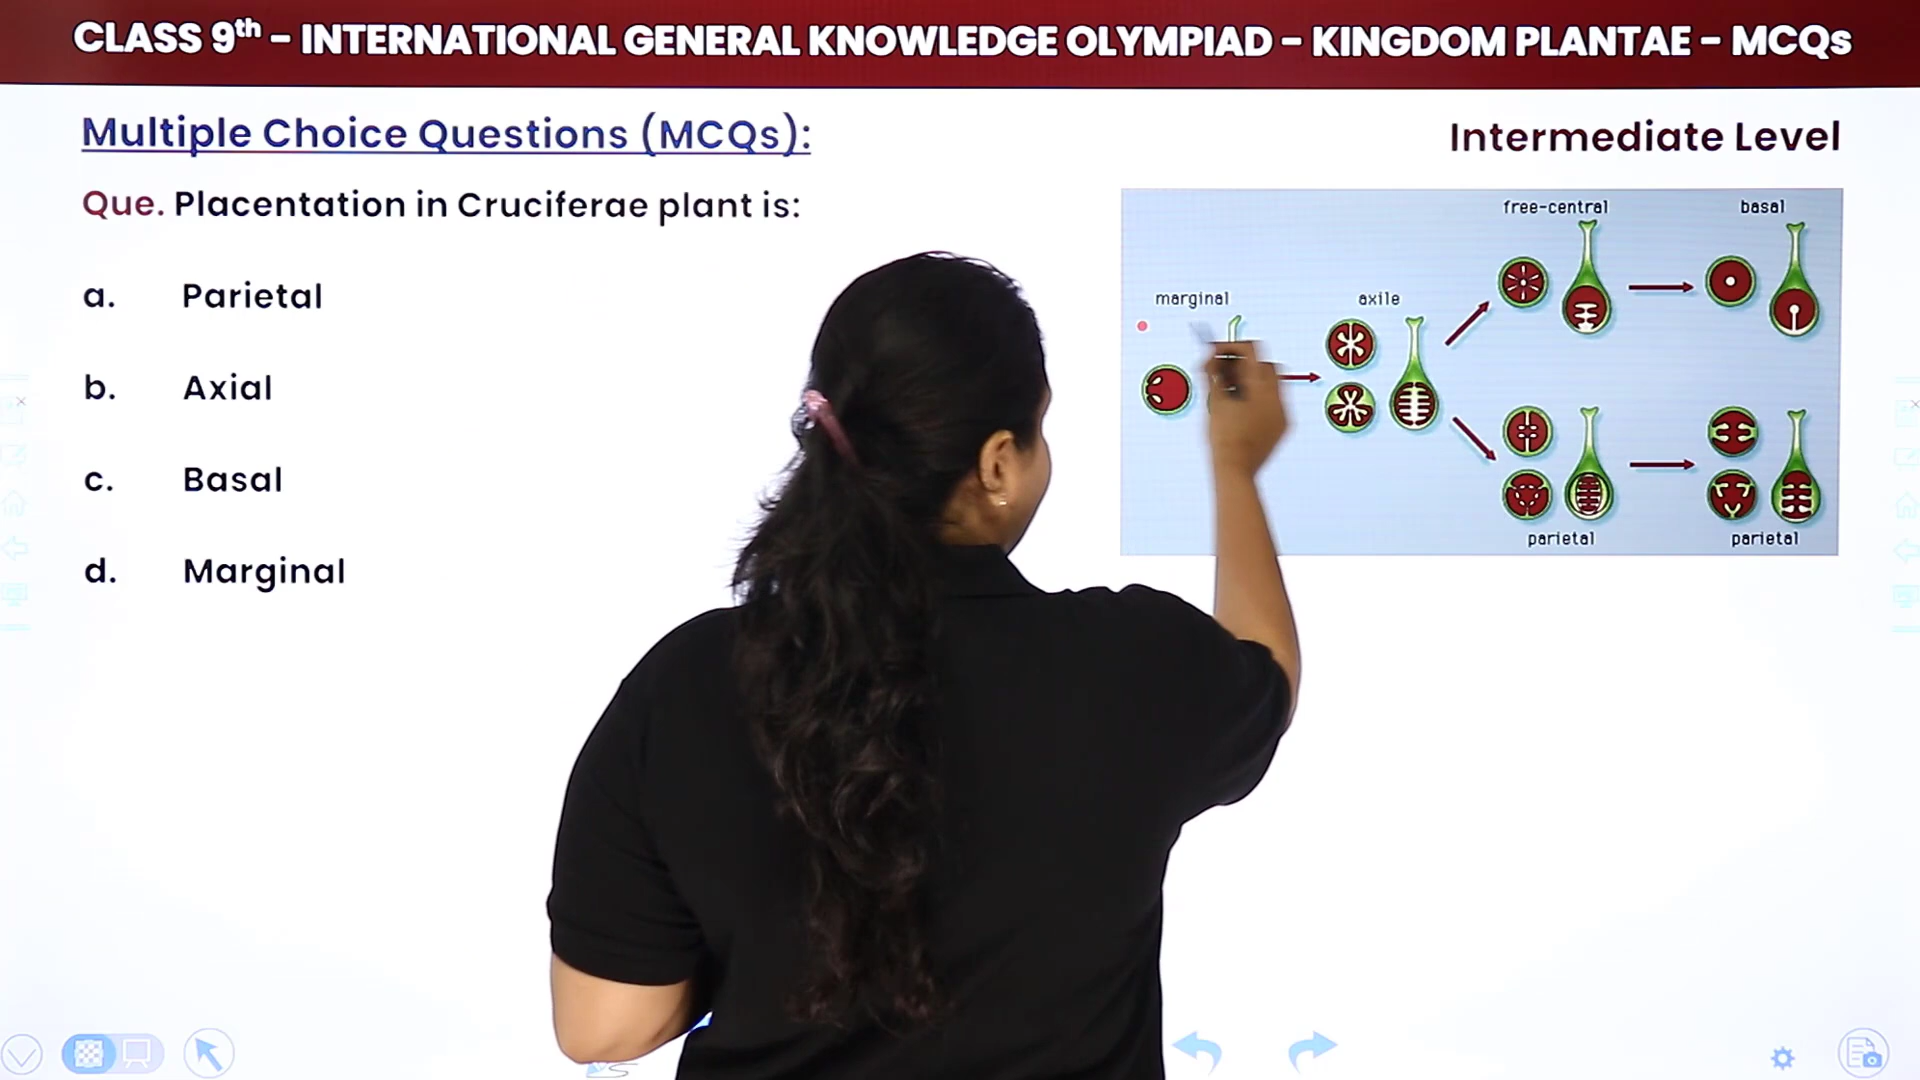 CLASS 9th – INTERNATIONAL GENERAL KNOWLEDGE OLYMPIAD – KINGDOM PLANTAE – MCQs
Multiple Choice Questions (MCQs):
Intermediate Level
Que. Placentation in Cruciferae plant is:
a. Parietal
b. Axial
c. Basal
d. Marginal
free-central
basal
marginal
axile
parietal
parietal